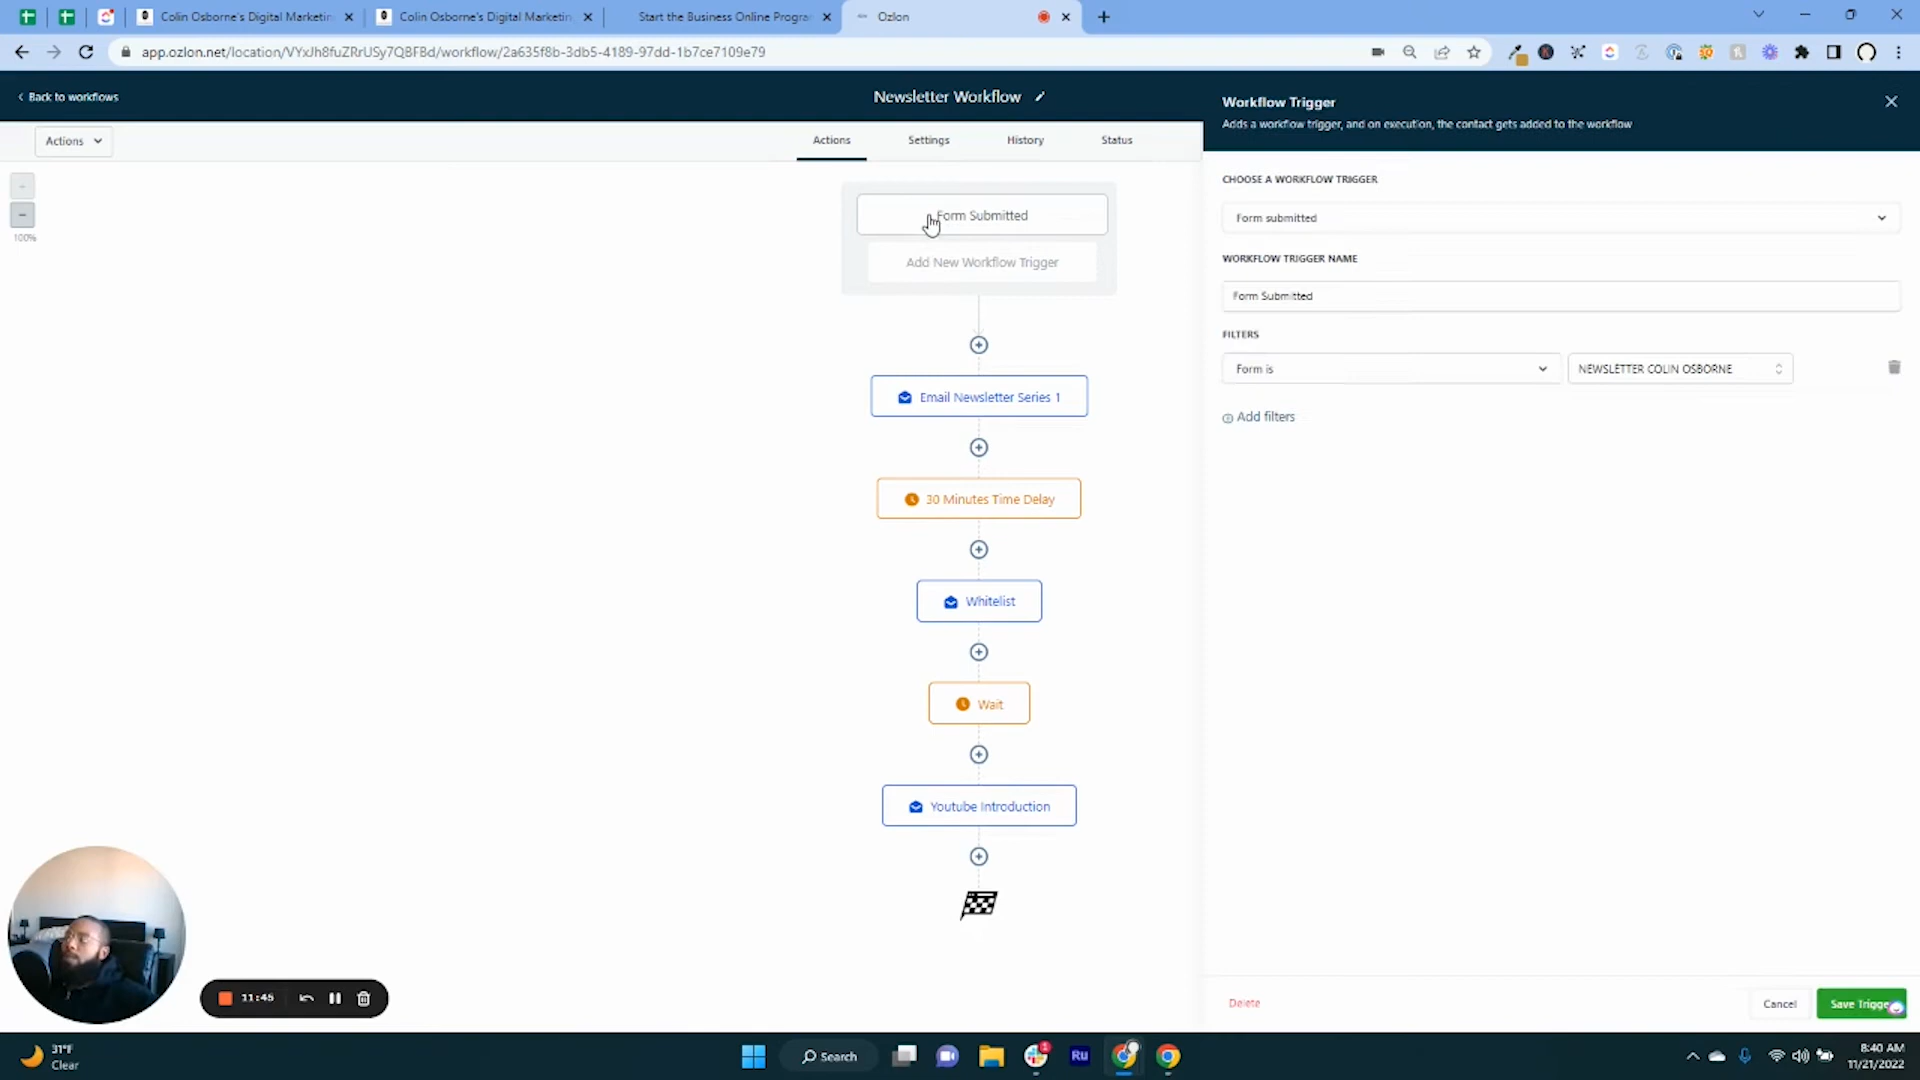 Colin Osborne's Digital Marketin
Colin Osborne's Digital Marketin
Start the Business Online Progra
Ozlon
app.ozlon.net/location/VYxJh8fuZRrUSy7QBFBd/workflow/2a635f8b-3db5-4189-97dd-1b7ce7109e79
Back to workflows
Newsletter Workflow
Workflow Trigger
Adds a workflow trigger, and on execution, the contact gets added to the workflow
Actions
Actions
Settings
History
Status
100%
CHOOSE A WORKFLOW TRIGGER
Form submitted
WORKFLOW TRIGGER NAME
Form Submitted
FILTERS
Form is
NEWSLETTER COLIN OSBORNE
Add filters
Form Submitted
Add New Workflow Trigger
Email Newsletter Series 1
30 Minutes Time Delay
Whitelist
Wait
Youtube Introduction
11:45
Delete
Cancel
Save Trigge
31°F
Clear
Search
1
Ru
8:40 AM
11/21/2022